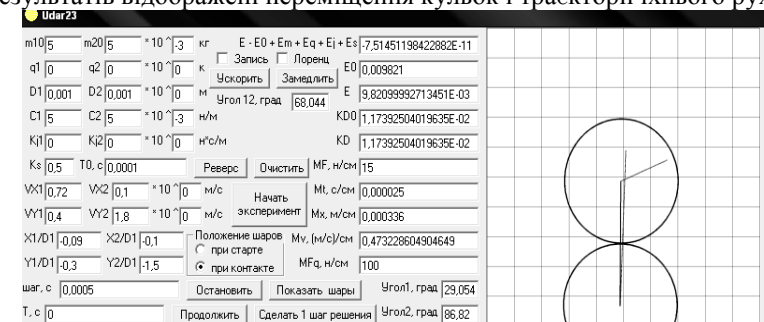 результатів відображені переміщення кульок і траєкторії їхнього рух
Udar23
m10 5 m20 5 *10^ -3 кг E - E0 + Em + Eq + Ej + Es -7,51451198422882E-11
Запись Лоренц
q1 0 q2 0 *10^ 0 к Ускорить Замедлить E0 0,009821
D1 0,001 D2 0,001 *10^ 0 м Угол 12, град 68,044 E 9,82099992713451E-03
C1 5 C2 5 *10^ -3 н/м KD0 1,17392504019635E-02
Kj1 0 Kj2 0 *10^ 0 н*с/м KD 1,17392504019635E-02
Ks 0,5 T0, с 0,0001 Реверс Очистить MF, н/см 15
VX1 0,72 VX2 0,1 *10^ 0 м/с Начать эксперимент Mt, с/см 0,000025
VY1 0,4 VY2 1,8 *10^ 0 м/с Mx, м/см 0,000336
X1/D1 -0,09 X2/D1 -0,1 Положение шаров Mv, (м/с)/см 0,473228604904649
при старте
Y1/D1 -0,3 Y2/D1 -1,5 при контакте MFq, н/см 100
шаг, с 0,0005 Остановить Показать шары Угол1, град 29,054
T, с 0 Продолжить Сделать 1 шаг решения Угол2, град 86,82